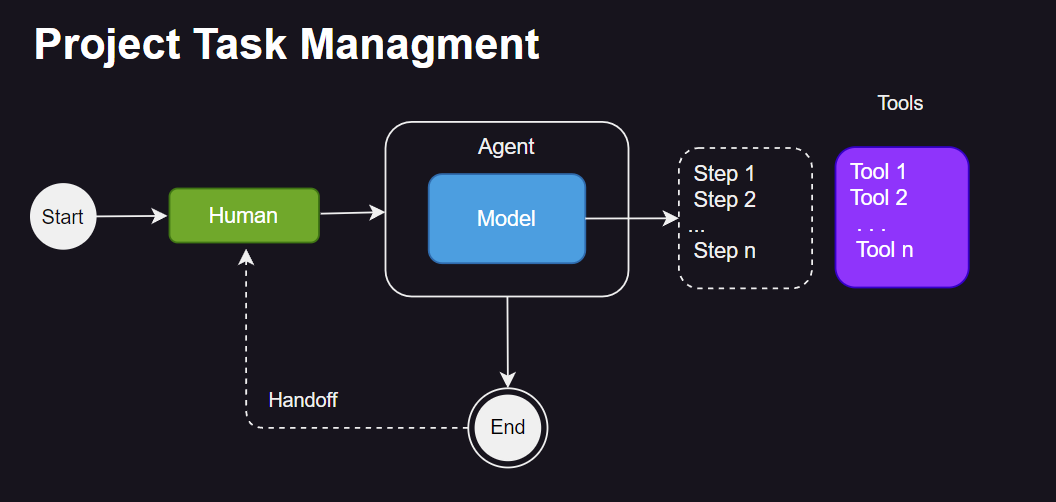 Project Task Managment
Tools
Agent
Start
Human
Model
Step 1
Step 2
...
Step n
Tool 1
Tool 2
. . .
Tool n
Handoff
End